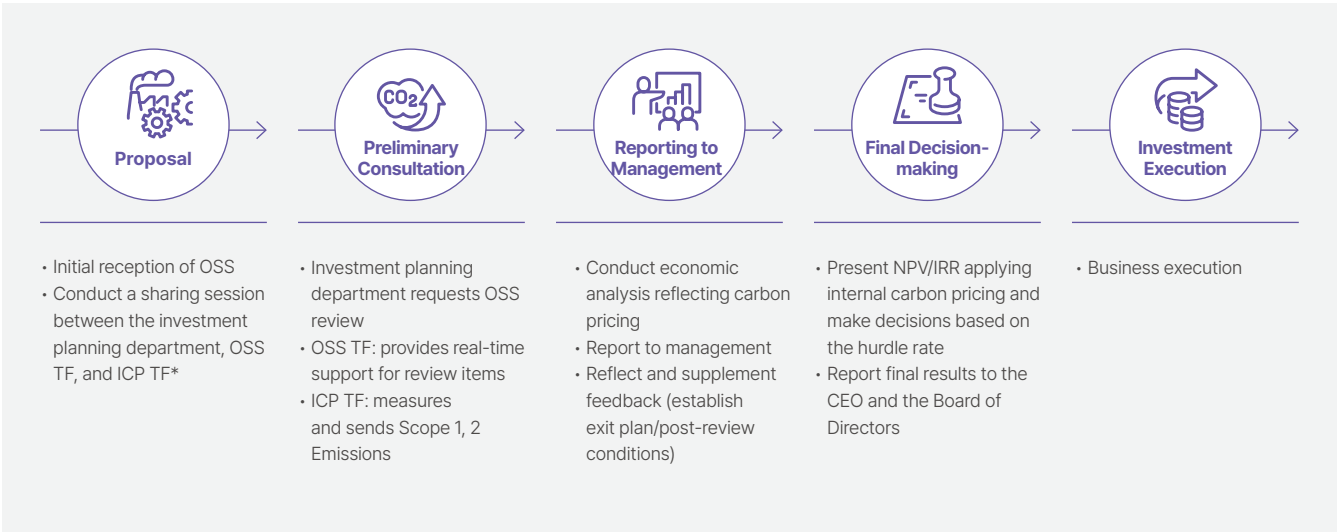 Proposal
• Initial reception of OSS
• Conduct a sharing session
between the investment
planning department, OSS
TF, and ICP TF*
CO2
Preliminary
Consultation
• Investment planning
department requests OSS
review
• OSS TF: provides real-time
support for review items
• ICP TF: measures
and sends Scope 1, 2
Emissions
Reporting to
Management
• Conduct economic
analysis reflecting carbon
pricing
• Report to management
• Reflect and supplement
feedback (establish
exit plan/post-review
conditions)
Final Decision-
making
• Present NPV/IRR applying
internal carbon pricing and
make decisions based on
the hurdle rate
• Report final results to the
CEO and the Board of
Directors
Investment
Execution
• Business execution